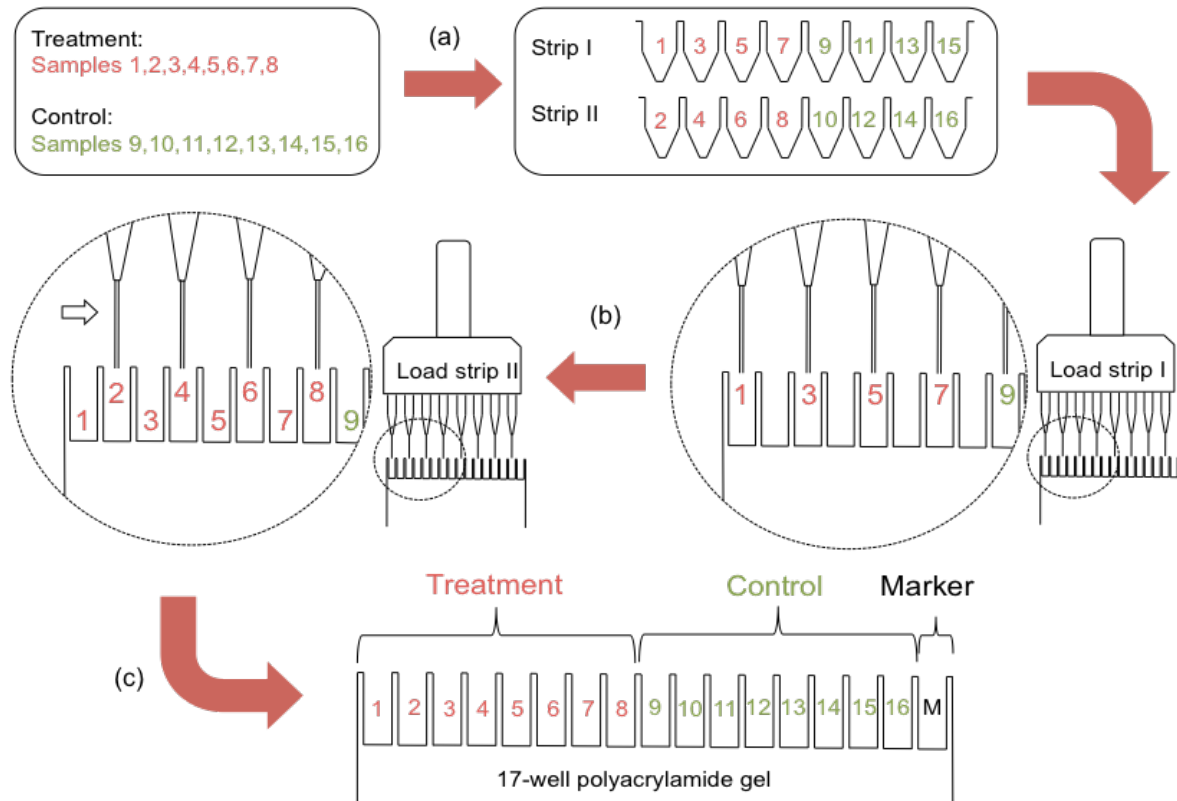 Treatment:
Samples 1,2,3,4,5,6,7,8
Control:
Samples 9,10,11,12,13,14,15,16
(a)
Strip I
1 3 5 7 9 11 13 15
Strip II
2 4 6 8 10 12 14 16
2 4 6 8
1 3 5 7 9
Load strip II
(b)
1 3 5 7 9
Load strip I
(c)
Treatment Control Marker
1 2 3 4 5 6 7 8 9 10 11 12 13 14 15 16 M
17-well polyacrylamide gel